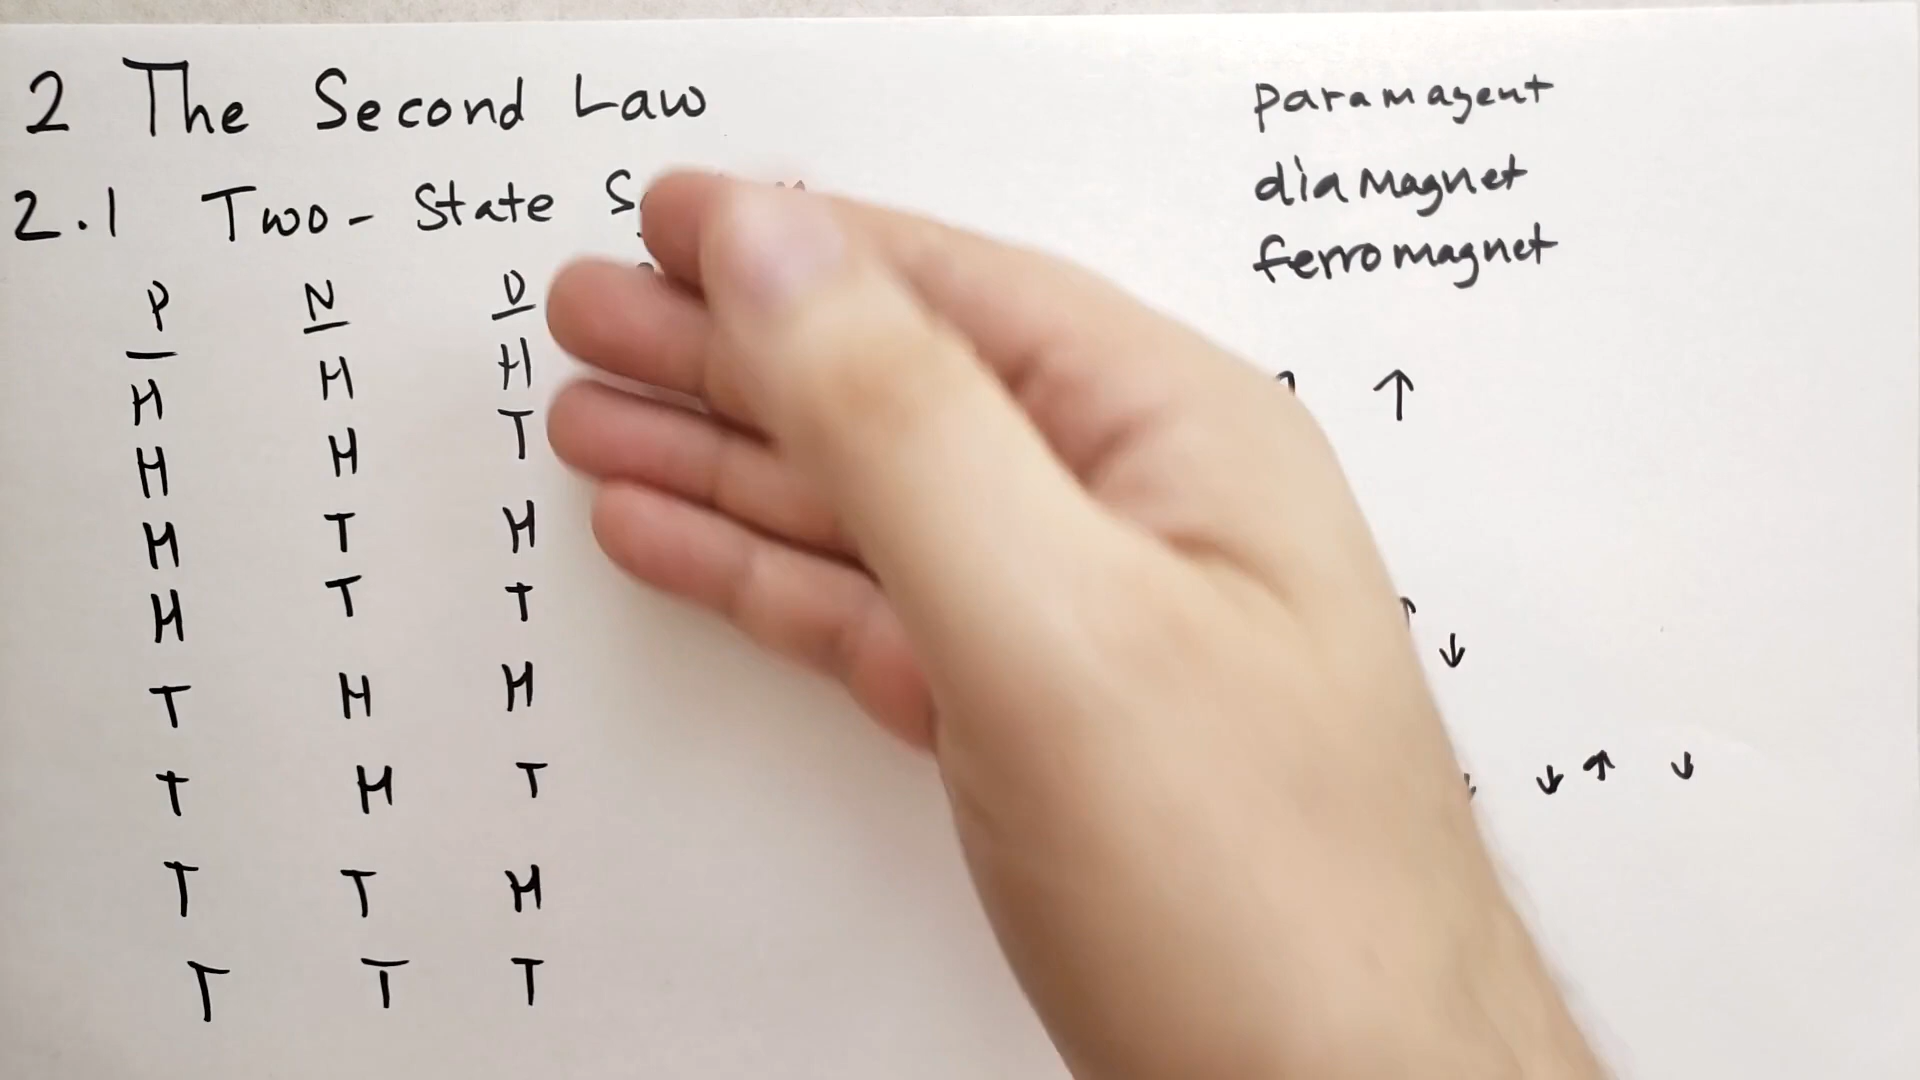 2 The Second Law
2.1 Two-State
P N D
H H H
H H T
H T H
H T T
T H H
T H T
T T H
T T T
paramagent
diamagnet
ferromagnet
↑
↓
↓ ↑ ↓